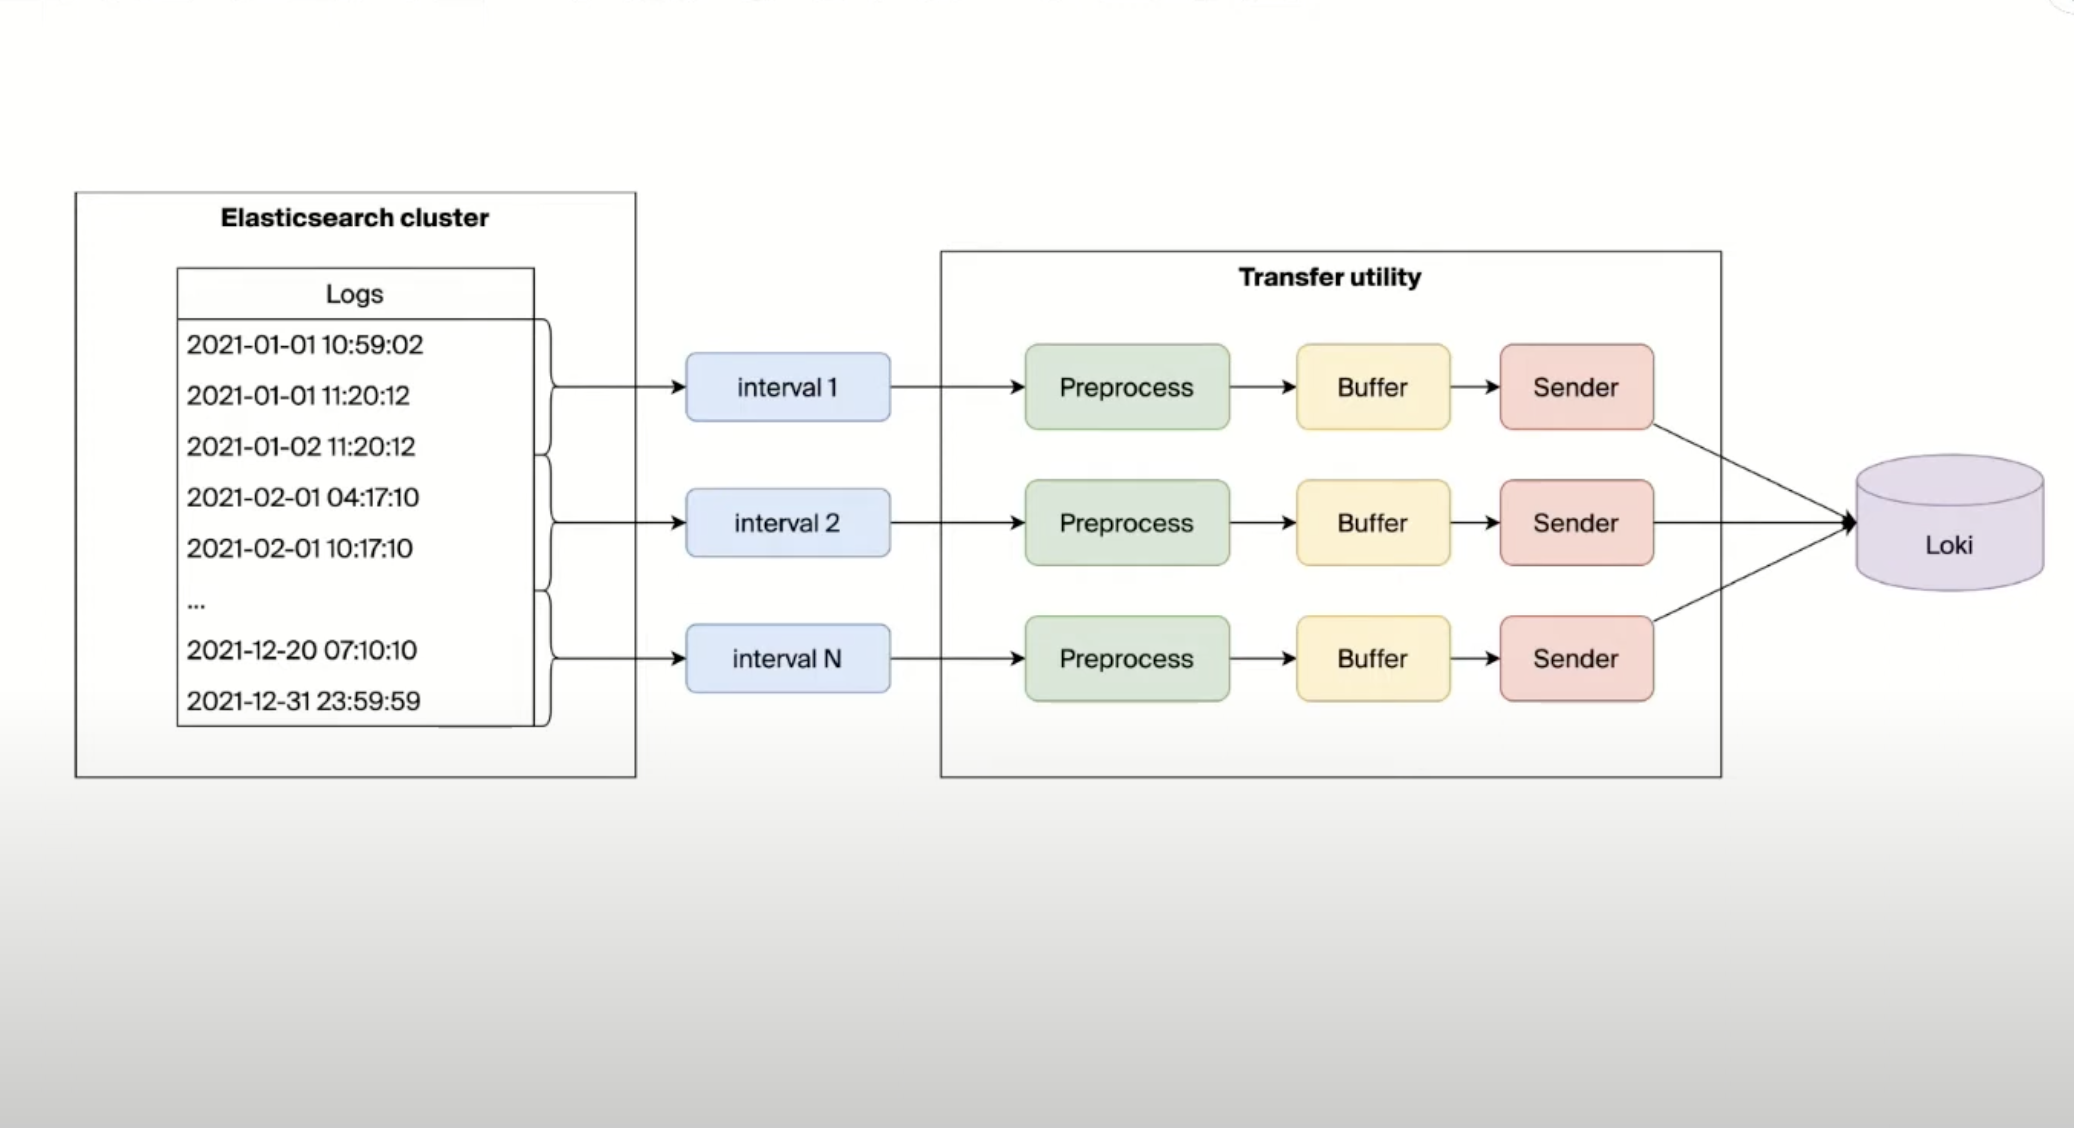 Elasticsearch cluster
Logs
2021-01-01 10:59:02
2021-01-01 11:20:12
2021-01-02 11:20:12
2021-02-01 04:17:10
2021-02-01 10:17:10
...
2021-12-20 07:10:10
2021-12-31 23:59:59
interval 1
interval 2
interval N
Transfer utility
Preprocess
Buffer
Sender
Preprocess
Buffer
Sender
Preprocess
Buffer
Sender
Loki